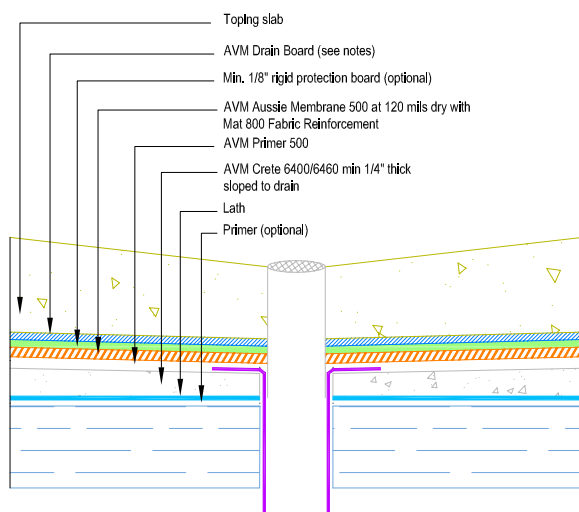 Toping slab
AVM Drain Board (see notes)
Min. 1/8" rigid protection board (optional)
AVM Aussie Membrane 500 at 120 mils dry with
Mat 800 Fabric Reinforcement
AVM Primer 500
AVM Crete 6400/6460 min 1/4" thick
sloped to drain
Lath
Primer (optional)